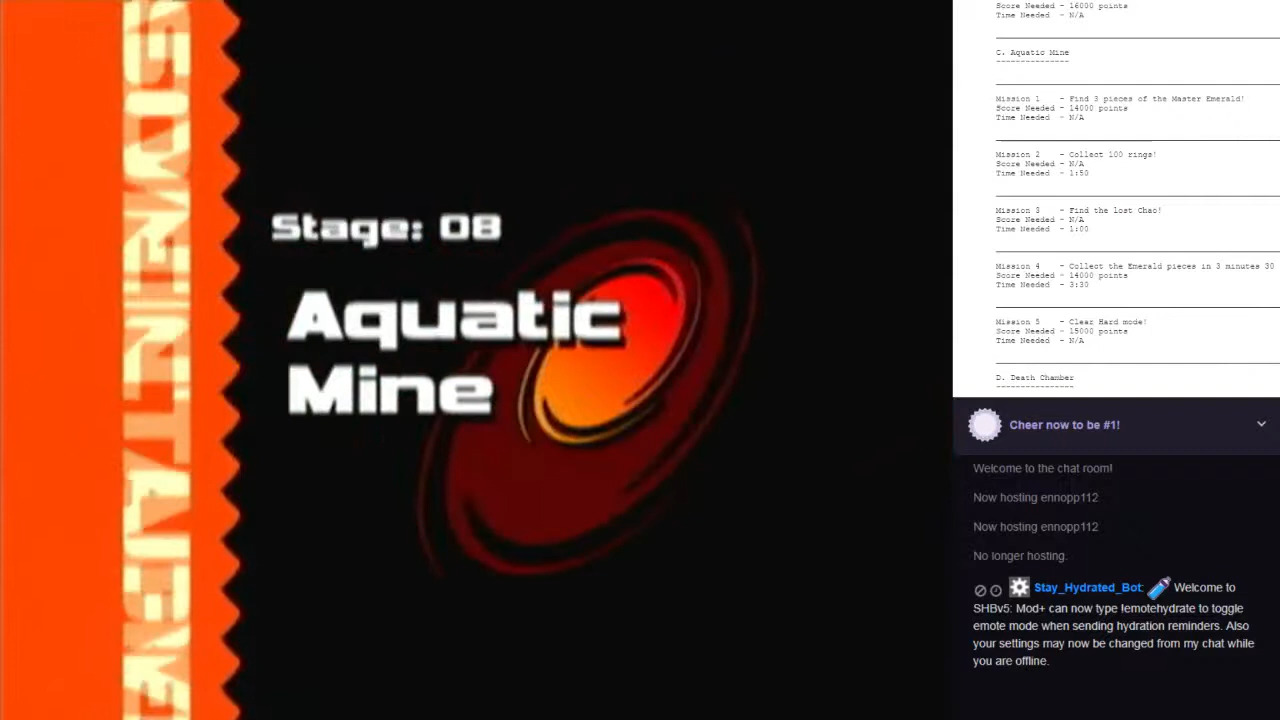 Stage: 08
Aquatic
Mine
Score Needed - 16000 points
Time Needed - N/A
C. Aquatic Mine
---------------
Mission 1 - Find 3 pieces of the Master Emerald!
Score Needed - 14000 points
Time Needed - N/A
Mission 2 - Collect 100 rings!
Score Needed - N/A
Time Needed - 1:50
Mission 3 - Find the lost Chao!
Score Needed - N/A
Time Needed - 1:00
Mission 4 - Collect the Emerald pieces in 3 minutes 30
Score Needed - 14000 points
Time Needed - 3:30
Mission 5 - Clear Hard mode!
Score Needed - 15000 points
Time Needed - N/A
D. Death Chamber
----------------
Cheer now to be #1!
Welcome to the chat room!
Now hosting ennopp112
Now hosting ennopp112
No longer hosting.
Stay_Hydrated_Bot: Welcome to
SHBv5: Mod+ can now type !emotehydrate to toggle
emote mode when sending hydration reminders. Also
your settings may now be changed from my chat while
you are offline.